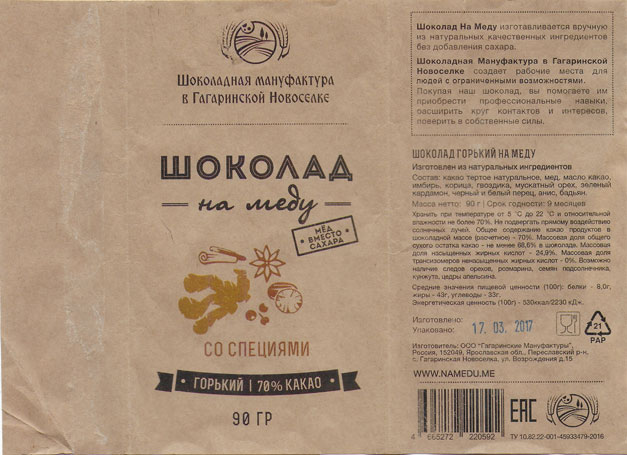 Шоколадная мануфактура
в Гагаринской Новоселке
ШОКОЛАД
на меду
МЁД
ВМЕСТО
САХАРА
СО СПЕЦИЯМИ
ГОРЬКИЙ | 70% КАКАО
90 ГР
Шоколад На Меду изготавливается вручную
из натуральных качественных ингредиентов
без добавления сахара.
Шоколадная Мануфактура в Гагаринской
Новоселке создает рабочие места для
людей с ограниченными возможностями.
Покупая наш шоколад, вы помогаете им
приобрести профессиональные навыки,
расширить круг контактов и интересов,
поверить в собственные силы.
ШОКОЛАД ГОРЬКИЙ НА МЕДУ
Изготовлен из натуральных ингредиентов
Состав: какао тертое натуральное, мед, масло какао,
имбирь, корица, гвоздика, мускатный орех, зеленый
кардамон, черный и белый перец, анис, бадьян.
Масса нетто: 90 г | Срок годности: 9 месяцев
Хранить при температуре от 5 °С до 22 °С и относительной
влажности не более 70%. Не подвергать прямому воздействию
солнечных лучей. Общее содержание какао продуктов в
шоколадной массе (расчетное) - 70%. Массовая доля общего
сухого остатка какао - не менее 68,6% в шоколаде. Массовая
доля насыщенных жирных кислот - 24,9%. Массовая доля
трансизомеров ненасыщенных жирных кислот - 0%. Возможно
наличие следов орехов, розмарина, семян подсолнечника,
кунжута, цедры апельсина.
Средние значения пищевой ценности (100г): белки - 8,0г,
жиры - 43г, углеводы - 33г.
Энергетическая ценность (100г) - 530ккал/2230 кДж.
Изготовлено:
Упаковано: 17. 03. 2017
21
PAP
Изготовитель: ООО "Гагаринские Мануфактуры",
Россия, 152049, Ярославская обл., Переславский р-н,
с. Гагаринская Новоселка, ул. Возрождения д.15
WWW.NAMEDU.ME
4 665272 220592
EAC
ТУ 10.82.22-001-45933479-2016